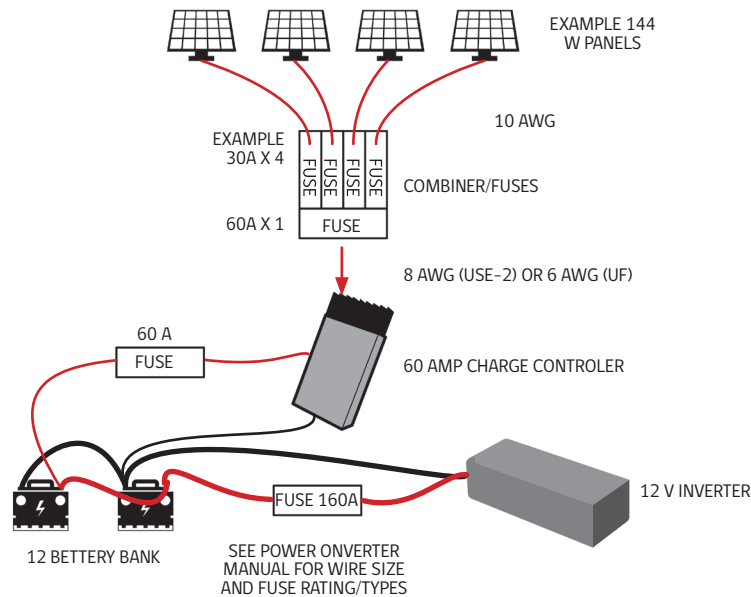 EXAMPLE 144
W PANELS
10 AWG
EXAMPLE
30A X 4
FUSE
FUSE
FUSE
FUSE
COMBINER/FUSES
60A X 1
FUSE
8 AWG (USE-2) OR 6 AWG (UF)
60 A
FUSE
60 AMP CHARGE CONTROLER
FUSE 160A
12 V INVERTER
12 BETTERY BANK
SEE POWER ONVERTER
MANUAL FOR WIRE SIZE
AND FUSE RATING/TYPES